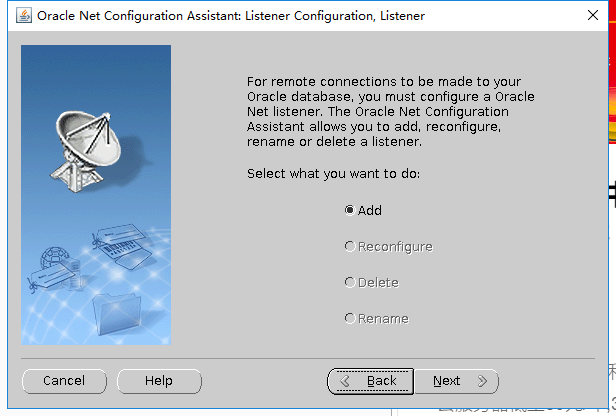 Oracle Net Configuration Assistant: Listener Configuration, Listener
For remote connections to be made to your
Oracle database, you must configure a Oracle
Net listener. The Oracle Net Configuration
Assistant allows you to add, reconfigure,
rename or delete a listener.
Select what you want to do:
Add
Reconfigure
Delete
Rename
Cancel
Help
Back
Next